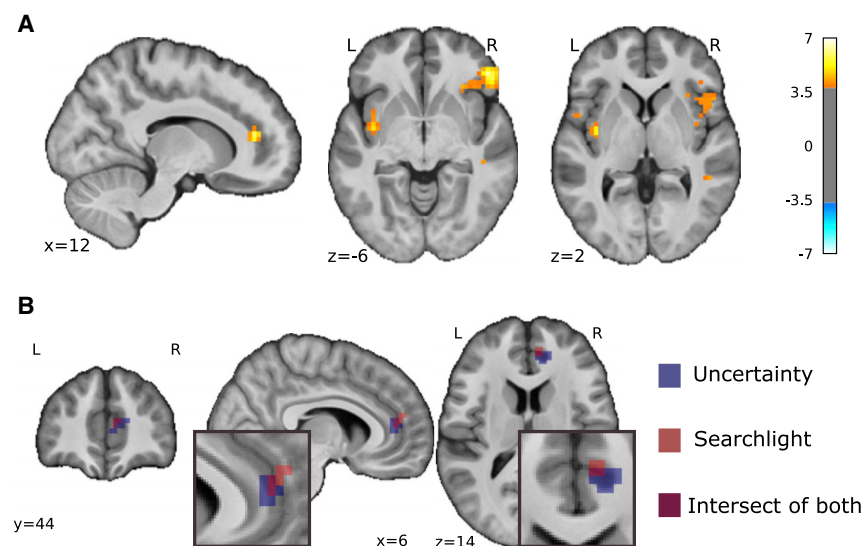 A
L
R
L
R
7
3.5
0
-3.5
-7
x=12
z=-6
z=2
B
L
R
L
R
Uncertainty
Searchlight
Intersect of both
y=44
x=6
z=14